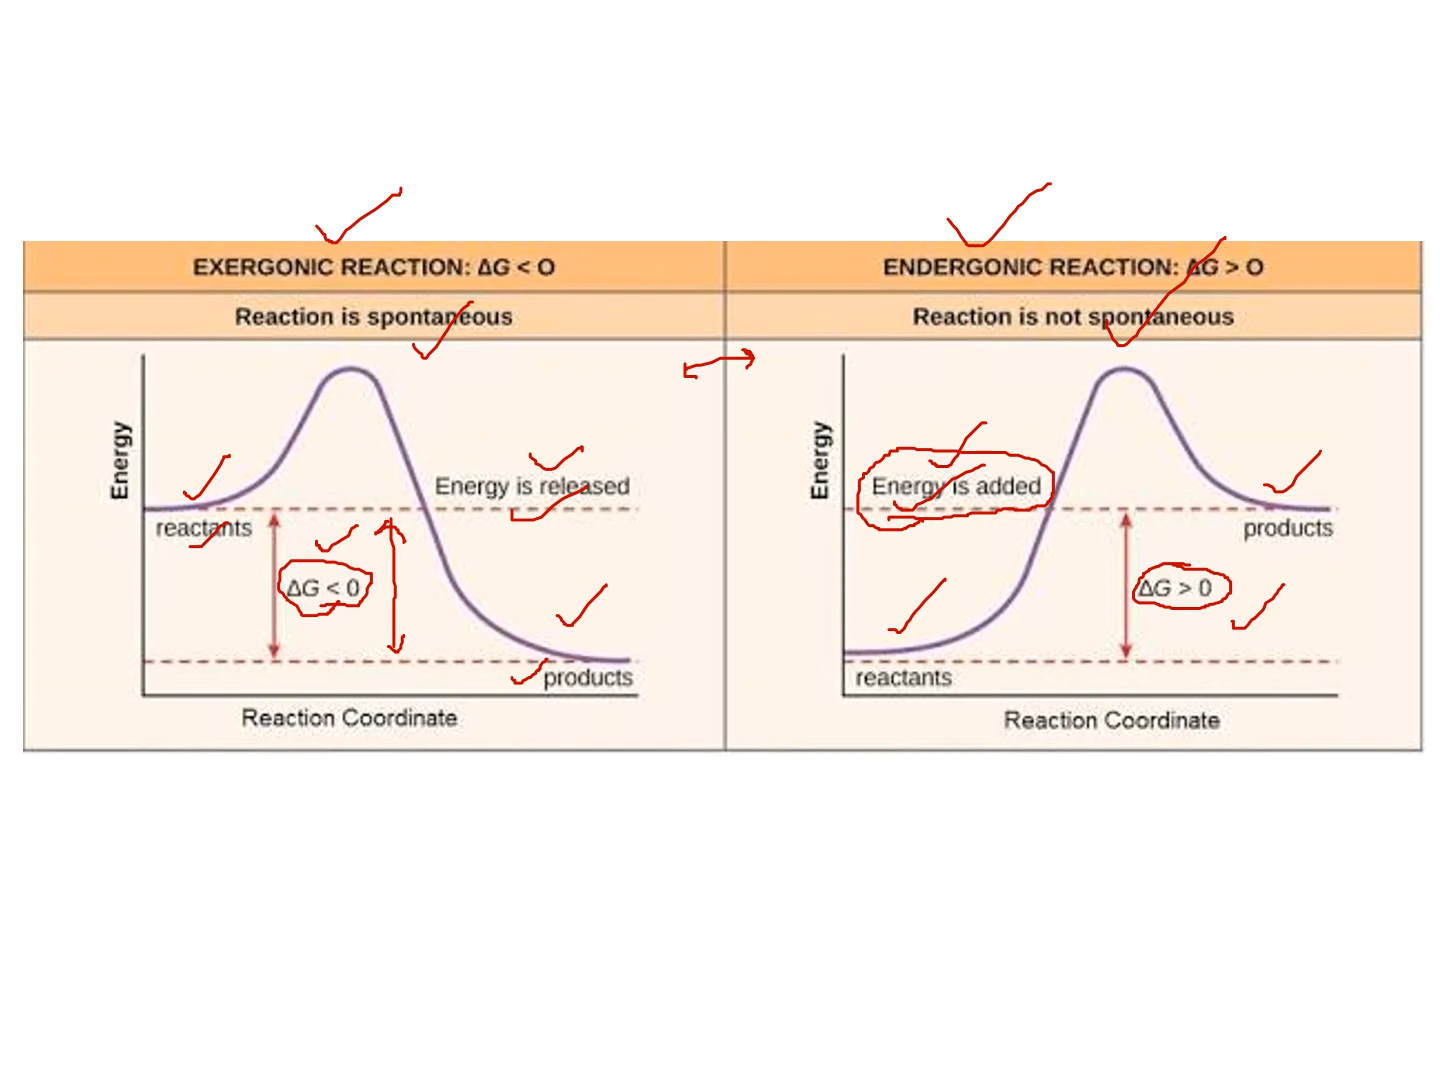 EXERGONIC REACTION: ΔG < O
ENDERGONIC REACTION: ΔG > O
Reaction is spontaneous
Reaction is not spontaneous
Energy
Energy is released
reactants
ΔG < 0
products
Reaction Coordinate
Energy
Energy is added
products
ΔG > 0
reactants
Reaction Coordinate